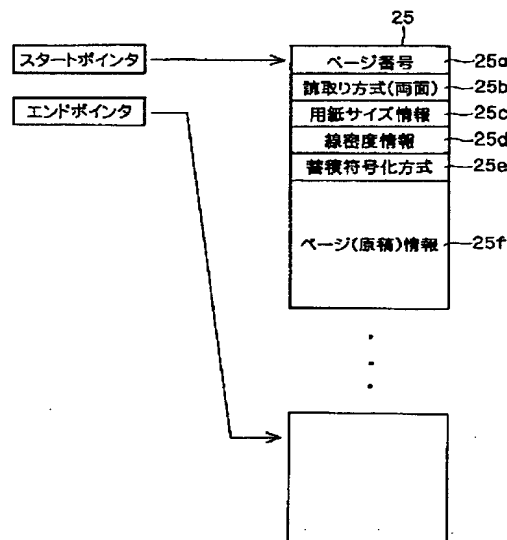 25
スタートポインタ
ページ番号
25a
読取り方式(両面)
25b
エンドポインタ
用紙サイズ情報
25c
線密度情報
25d
蓄積符号化方式
25e
ページ(原稿)情報
25f